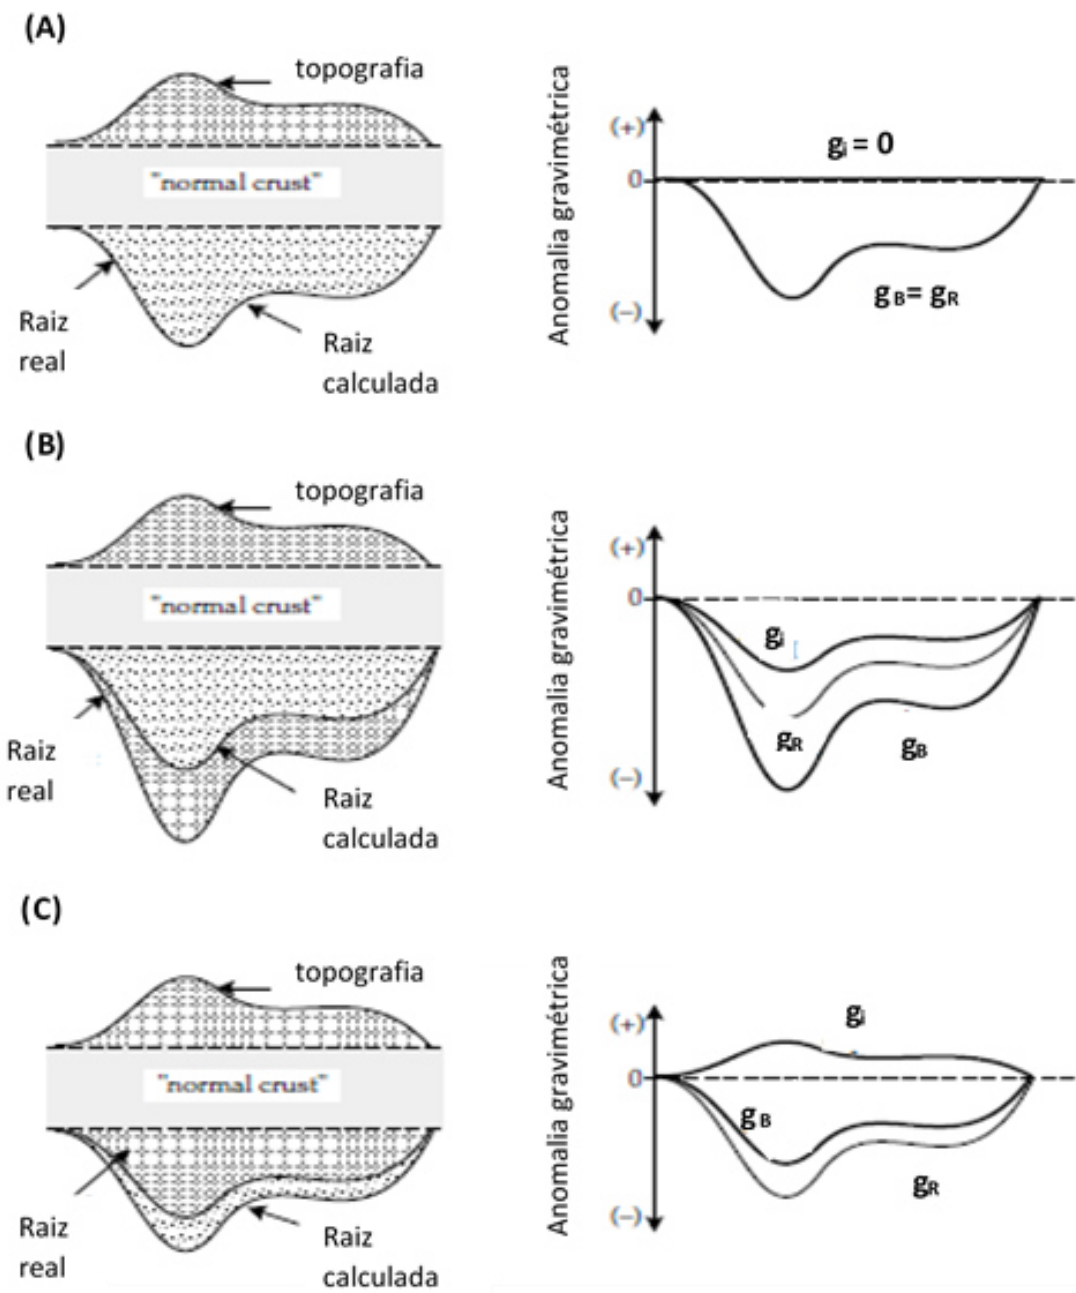 (A)
topografia
"normal crust"
Raiz
real
Raiz
calculada
Anomalia gravimétrica
(+)
0
(−)
gi = 0
gB = gR
(B)
topografia
"normal crust"
Raiz
real
Raiz
calculada
Anomalia gravimétrica
(+)
0
(−)
gi
gR
gB
(C)
topografia
"normal crust"
Raiz
real
Raiz
calculada
Anomalia gravimétrica
(+)
0
(−)
gi
gB
gR